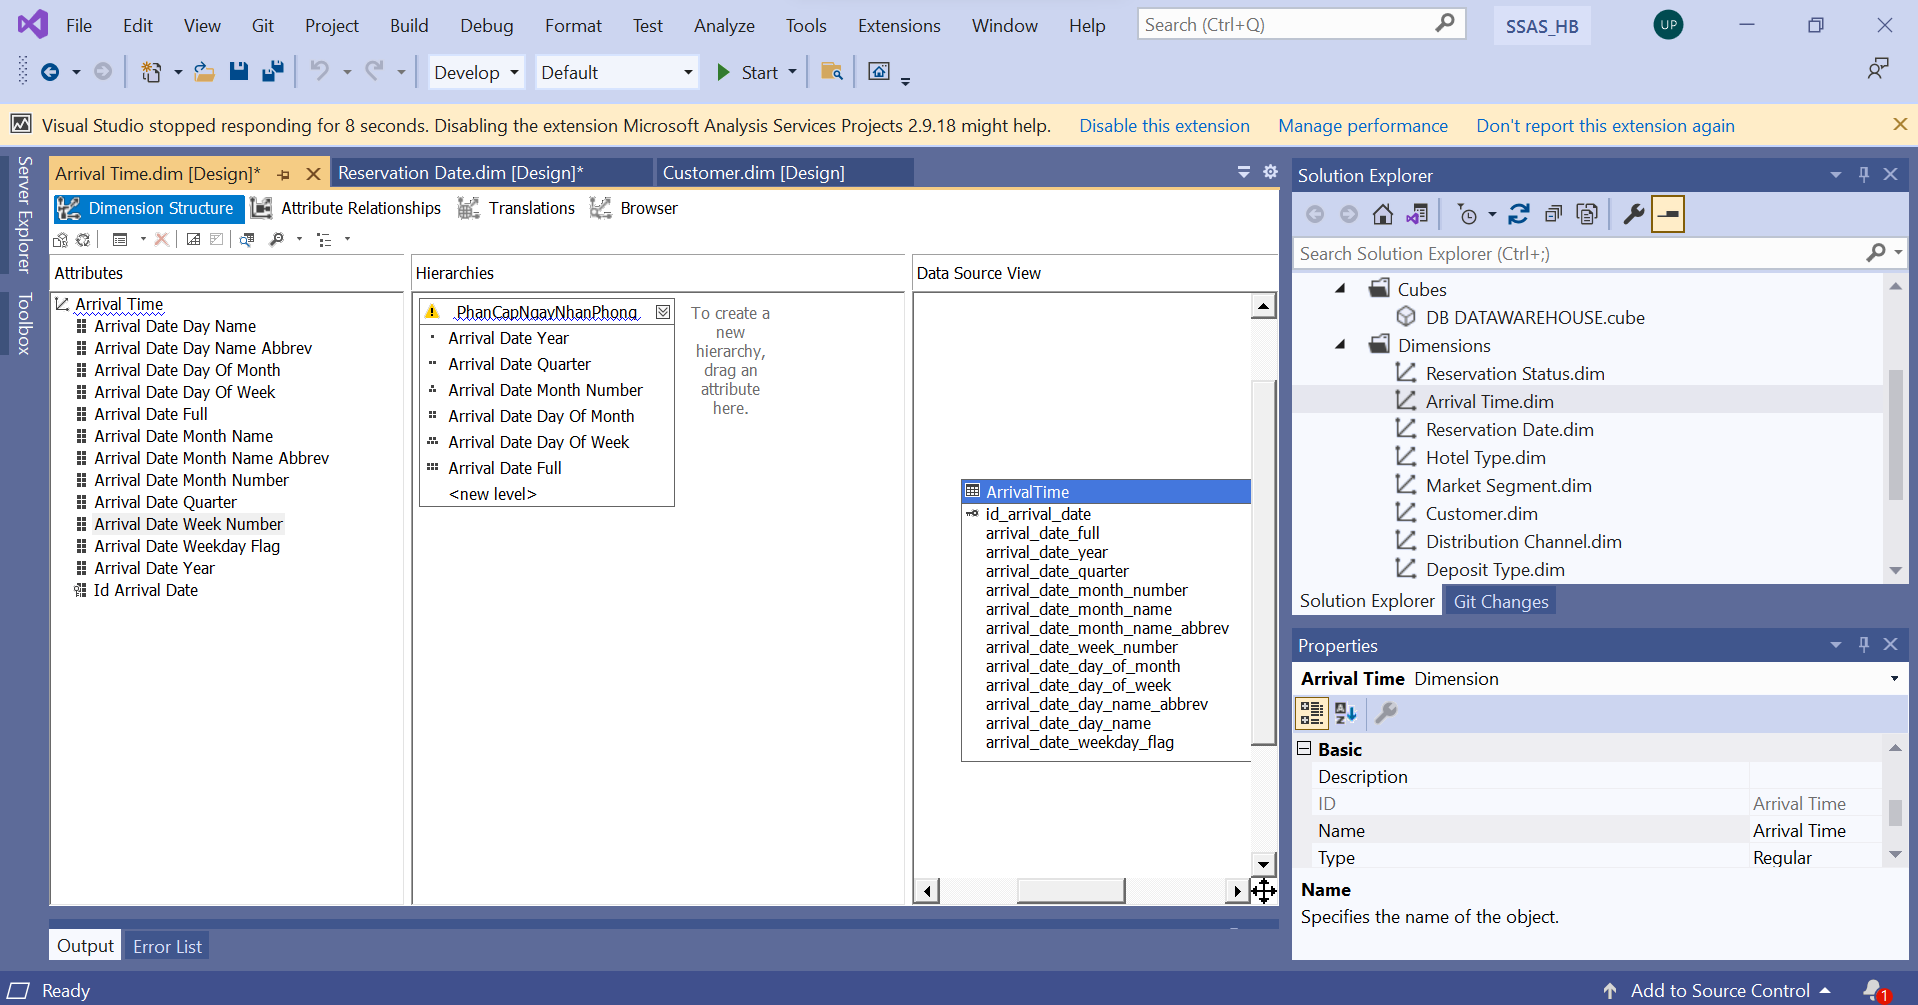 File Edit View Git Project Build Debug Format Test Analyze Tools Extensions Window Help Search (Ctrl+Q) SSAS_HB UP
Develop Default Start
Visual Studio stopped responding for 8 seconds. Disabling the extension Microsoft Analysis Services Projects 2.9.18 might help. Disable this extension Manage performance Don't report this extension again
Server Explorer
Toolbox
Arrival Time.dim [Design]* Reservation Date.dim [Design]* Customer.dim [Design]
Dimension Structure Attribute Relationships Translations Browser
Attributes
Arrival Time
Arrival Date Day Name
Arrival Date Day Name Abbrev
Arrival Date Day Of Month
Arrival Date Day Of Week
Arrival Date Full
Arrival Date Month Name
Arrival Date Month Name Abbrev
Arrival Date Month Number
Arrival Date Quarter
Arrival Date Week Number
Arrival Date Weekday Flag
Arrival Date Year
Id Arrival Date
Hierarchies
PhanCapNgayNhanPhong
Arrival Date Year
Arrival Date Quarter
Arrival Date Month Number
Arrival Date Day Of Month
Arrival Date Day Of Week
Arrival Date Full
<new level>
To create a
new
hierarchy,
drag an
attribute
here.
Data Source View
ArrivalTime
id_arrival_date
arrival_date_full
arrival_date_year
arrival_date_quarter
arrival_date_month_number
arrival_date_month_name
arrival_date_month_name_abbrev
arrival_date_week_number
arrival_date_day_of_month
arrival_date_day_of_week
arrival_date_day_name_abbrev
arrival_date_day_name
arrival_date_weekday_flag
Solution Explorer
Search Solution Explorer (Ctrl+;)
Cubes
DB DATAWAREHOUSE.cube
Dimensions
Reservation Status.dim
Arrival Time.dim
Reservation Date.dim
Hotel Type.dim
Market Segment.dim
Customer.dim
Distribution Channel.dim
Deposit Type.dim
Solution Explorer Git Changes
Properties
Arrival Time Dimension
Basic
Description
ID Arrival Time
Name Arrival Time
Type Regular
Name
Specifies the name of the object.
Output Error List
Ready Add to Source Control 1